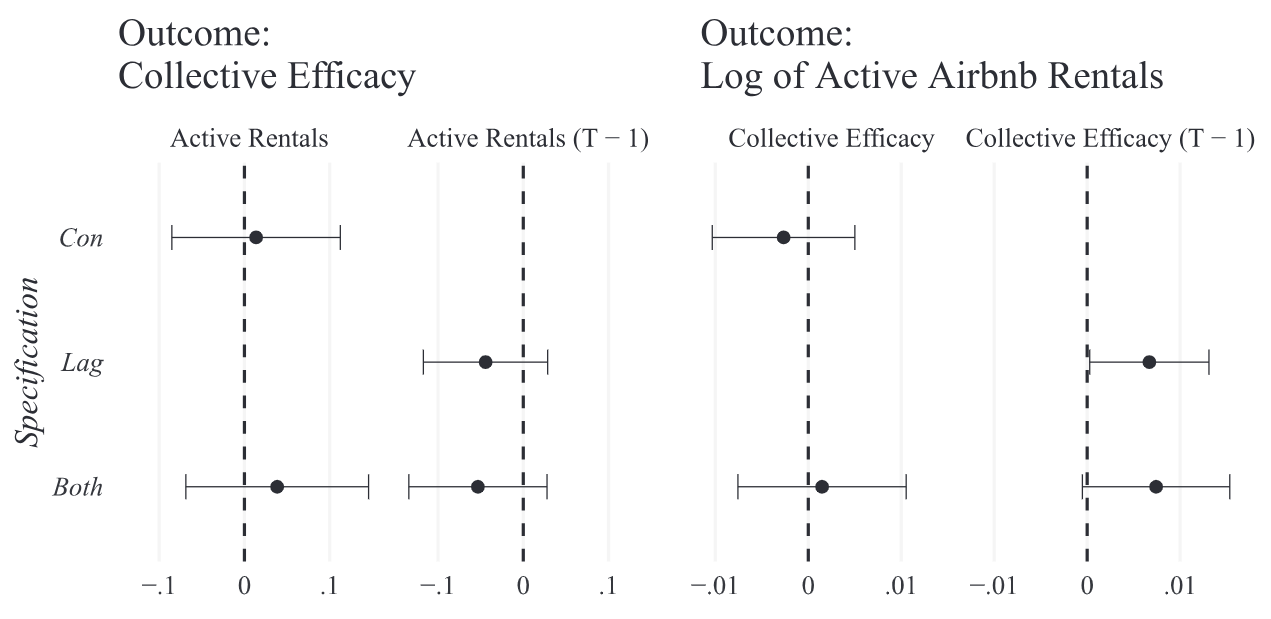 Outcome:
Collective Efficacy
Outcome:
Log of Active Airbnb Rentals
Active Rentals
Active Rentals (T − 1)
Collective Efficacy
Collective Efficacy (T − 1)
Specification
Con
Lag
Both
−.1 0 .1
−.1 0 .1
−.01 0 .01
−.01 0 .01